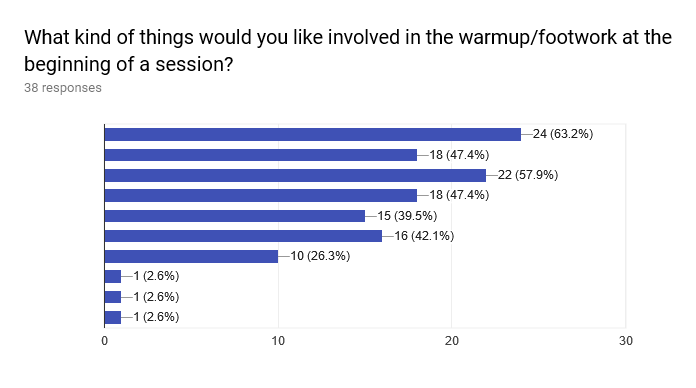 What kind of things would you like involved in the warmup/footwork at the
beginning of a session?
38 responses
24 (63.2%)
18 (47.4%)
22 (57.9%)
18 (47.4%)
15 (39.5%)
16 (42.1%)
10 (26.3%)
1 (2.6%)
1 (2.6%)
1 (2.6%)
0 10 20 30